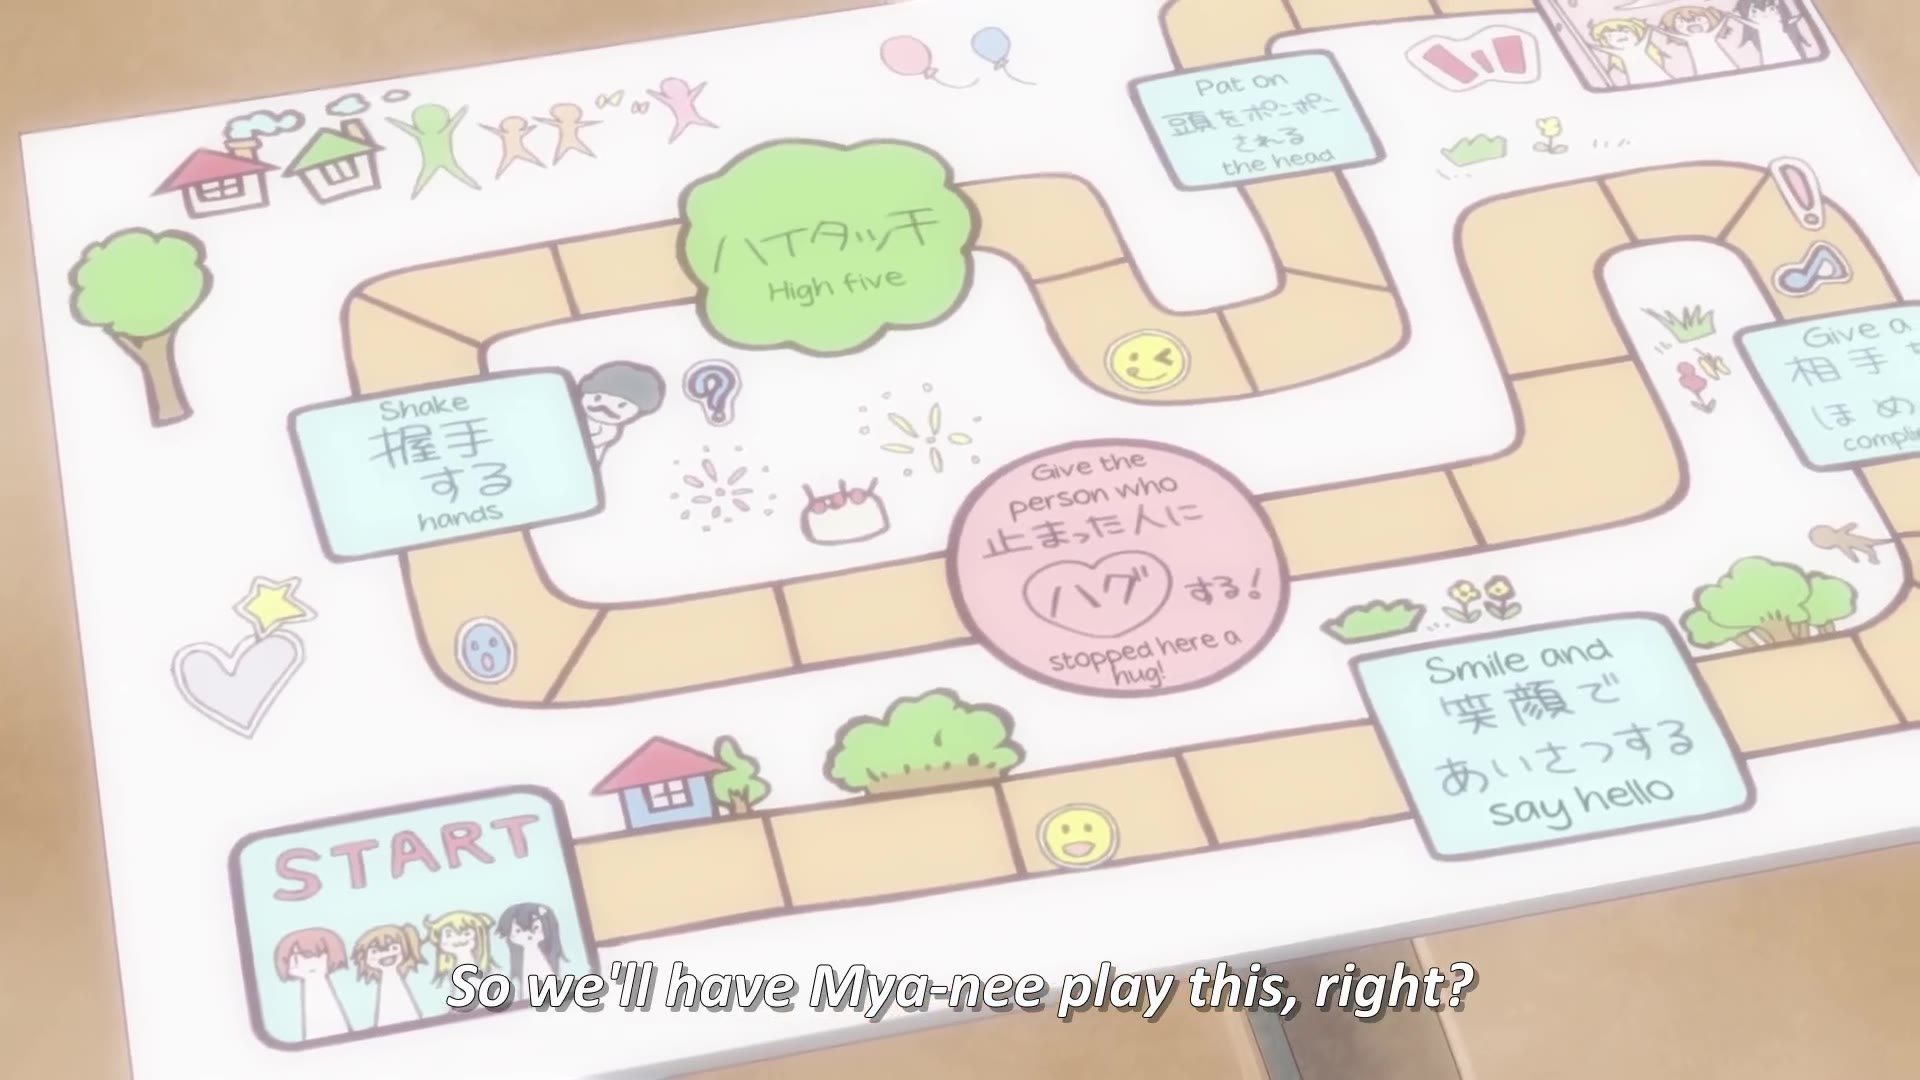 Pat on
頭をポンポン
される
the head
ハイタッチ
High five
Give a
相手
ほめ
Shake
握手
する
hands
Give the
person who
止まった人に
ハグする!
stopped here a
hug!
Smile and
笑顔で
あいさつする
say hello
START
So we'll have Mya-nee play this, right?